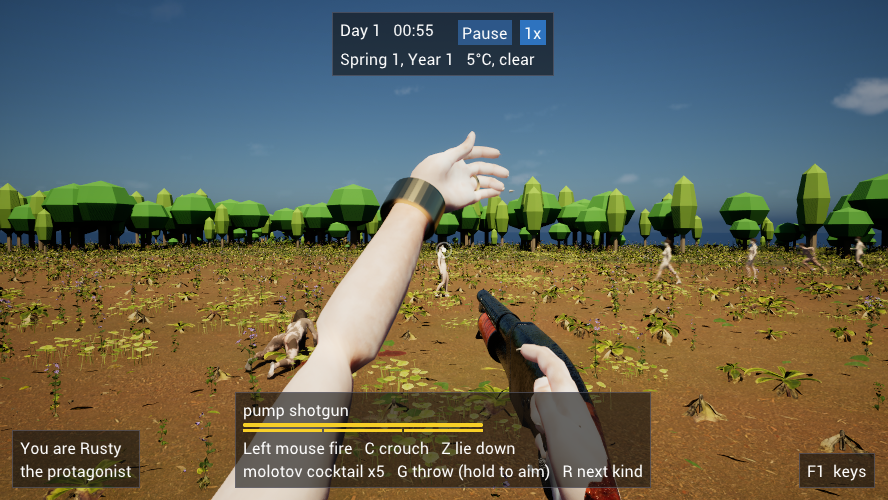 Day 1 00:55 Pause 1x
Spring 1, Year 1 5°C, clear
pump shotgun
Left mouse fire C crouch Z lie down
molotov cocktail x5 G throw (hold to aim) R next kind
You are Rusty
the protagonist
F1 keys